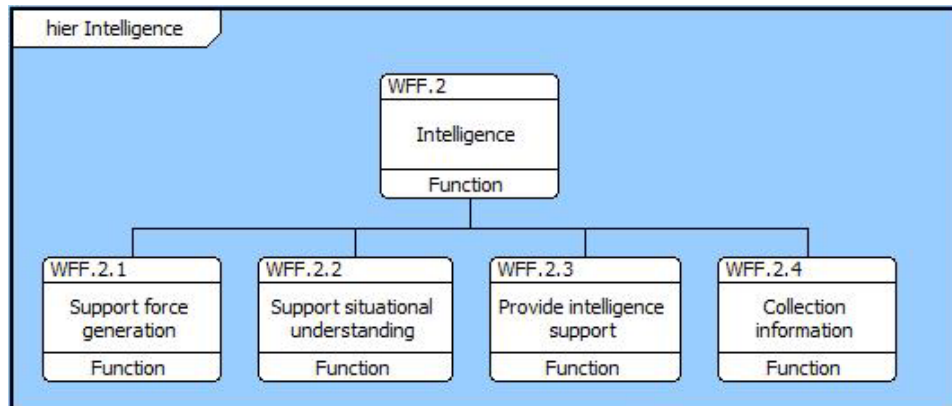 hier Intelligence
WFF.2
Intelligence
Function
WFF.2.1
Support force
generation
Function
WFF.2.2
Support situational
understanding
Function
WFF.2.3
Provide intelligence
support
Function
WFF.2.4
Collection
information
Function